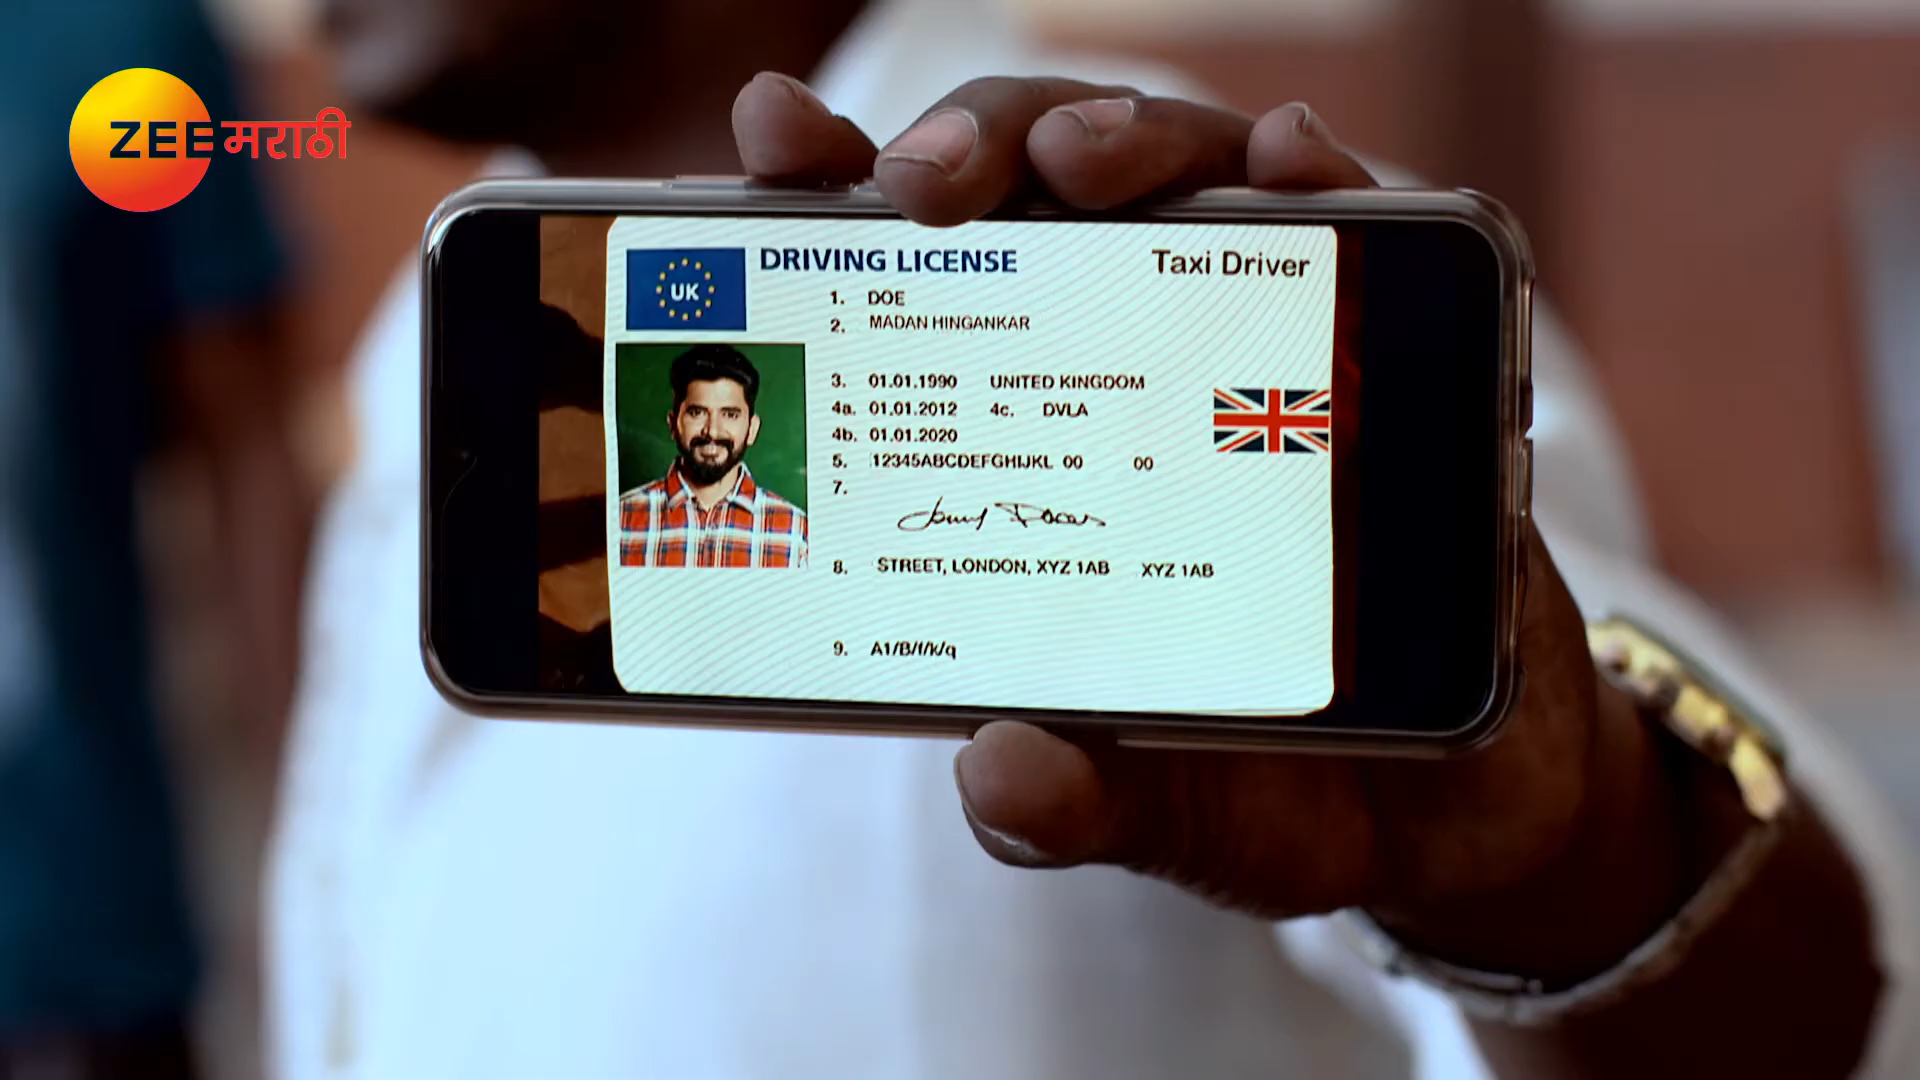 ZEE मराठी
DRIVING LICENSE Taxi Driver
UK
1. DOE
2. MADAN HINGANKAR
3. 01.01.1990 UNITED KINGDOM
4a. 01.01.2012 4c. DVLA
4b. 01.01.2020
5. 12345ABCDEFGHIJKL 00 00
7.
8. STREET, LONDON, XYZ 1AB XYZ 1AB
9. A1/B/f/k/q